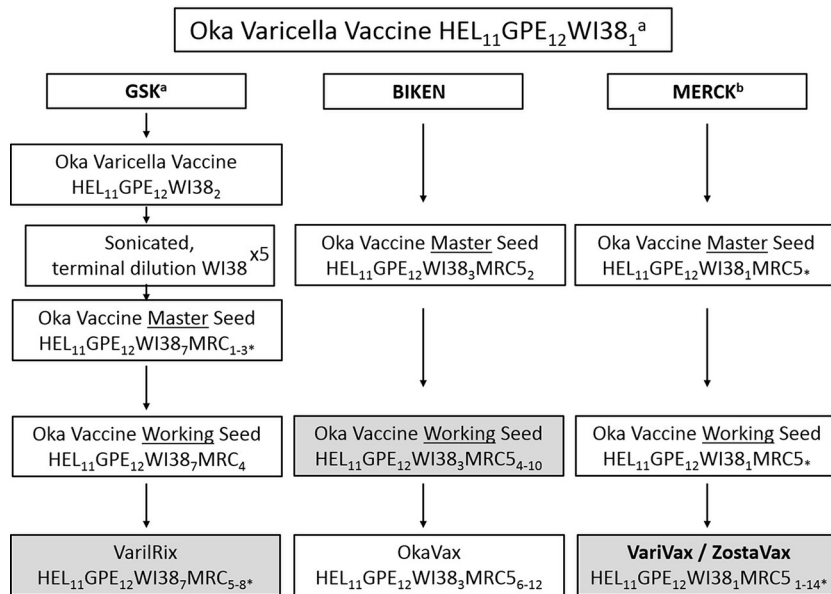 Oka Varicella Vaccine HEL₁₁GPE₁₂WI38₁ᵃ
GSKᵃ
BIKEN
MERCKᵇ
Oka Varicella Vaccine
HEL₁₁GPE₁₂WI38₂
Sonicated,
terminal dilution WI38 x5
Oka Vaccine Master Seed
HEL₁₁GPE₁₂WI38₇MRC₁₋₃*
Oka Vaccine Master Seed
HEL₁₁GPE₁₂WI38₃MRC5₂
Oka Vaccine Master Seed
HEL₁₁GPE₁₂WI38₁MRC5*
Oka Vaccine Working Seed
HEL₁₁GPE₁₂WI38₇MRC₄
Oka Vaccine Working Seed
HEL₁₁GPE₁₂WI38₃MRC5₄₋₁₀
Oka Vaccine Working Seed
HEL₁₁GPE₁₂WI38₁MRC5*
VarilRix
HEL₁₁GPE₁₂WI38₇MRC₅₋₈*
OkaVax
HEL₁₁GPE₁₂WI38₃MRC5₆₋₁₂
VariVax / ZostaVax
HEL₁₁GPE₁₂WI38₁MRC5 ₁₋₁₄*